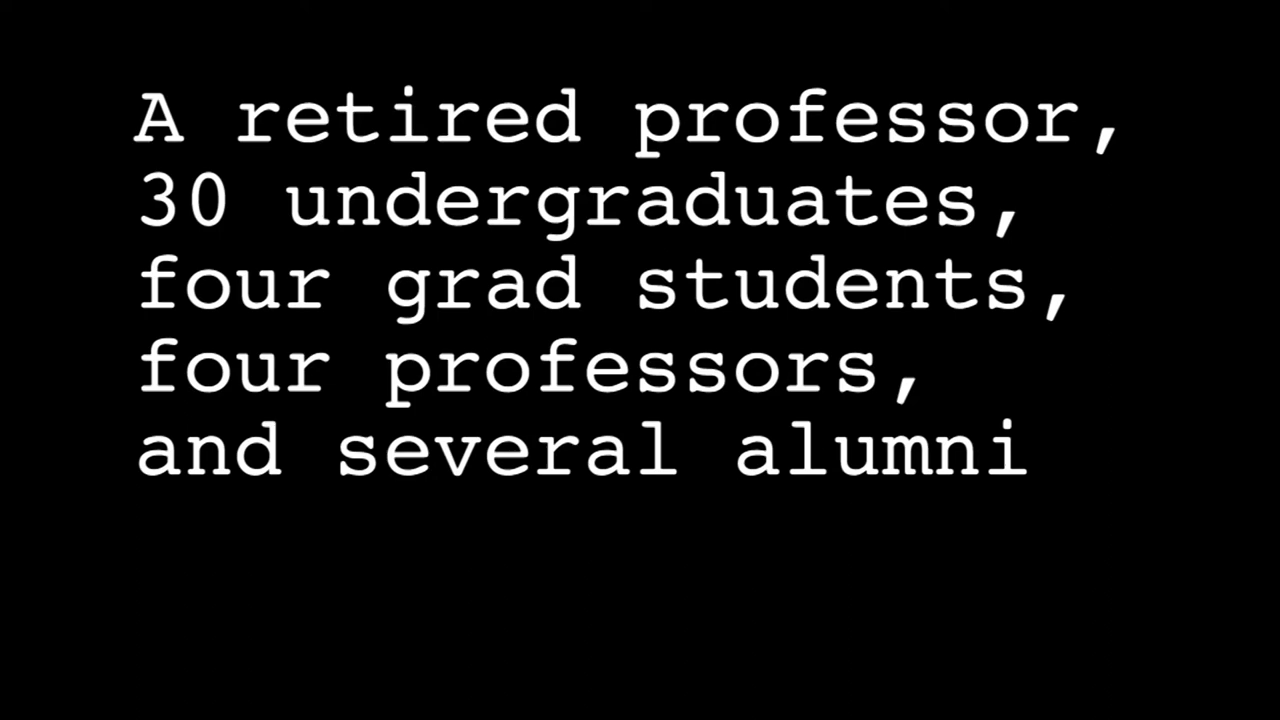 A retired professor,
30 undergraduates,
four grad students,
four professors,
and several alumni